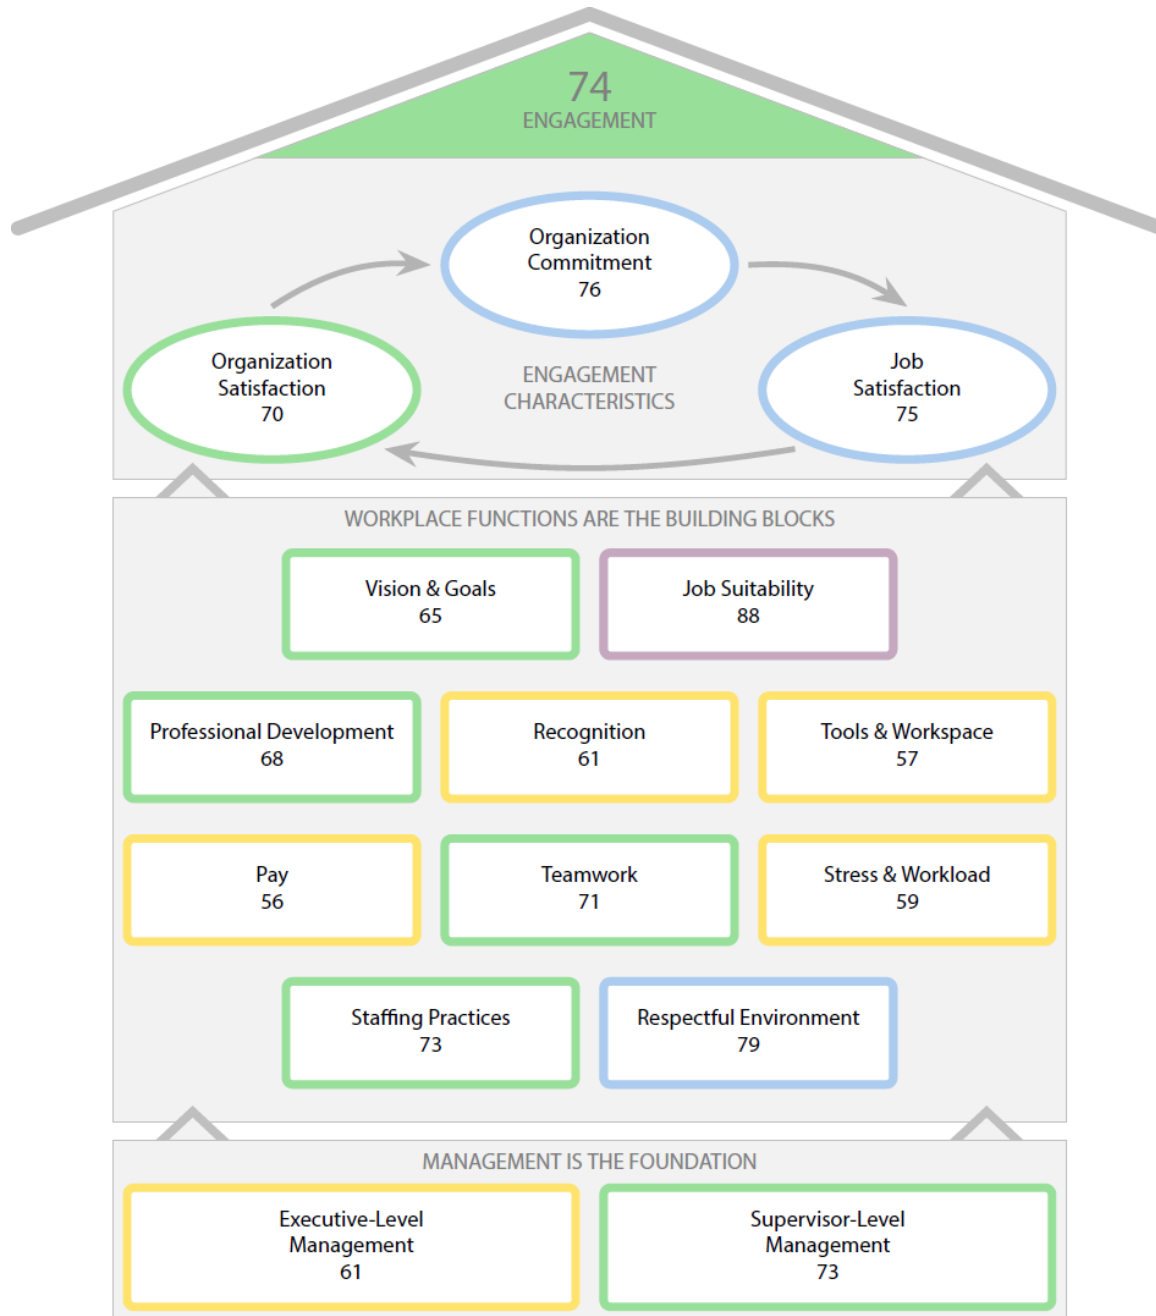 74
ENGAGEMENT
Organization
Commitment
76
Organization
Satisfaction
70
ENGAGEMENT
CHARACTERISTICS
Job
Satisfaction
75
WORKPLACE FUNCTIONS ARE THE BUILDING BLOCKS
Vision & Goals
65
Job Suitability
88
Professional Development
68
Recognition
61
Tools & Workspace
57
Pay
56
Teamwork
71
Stress & Workload
59
Staffing Practices
73
Respectful Environment
79
MANAGEMENT IS THE FOUNDATION
Executive-Level
Management
61
Supervisor-Level
Management
73